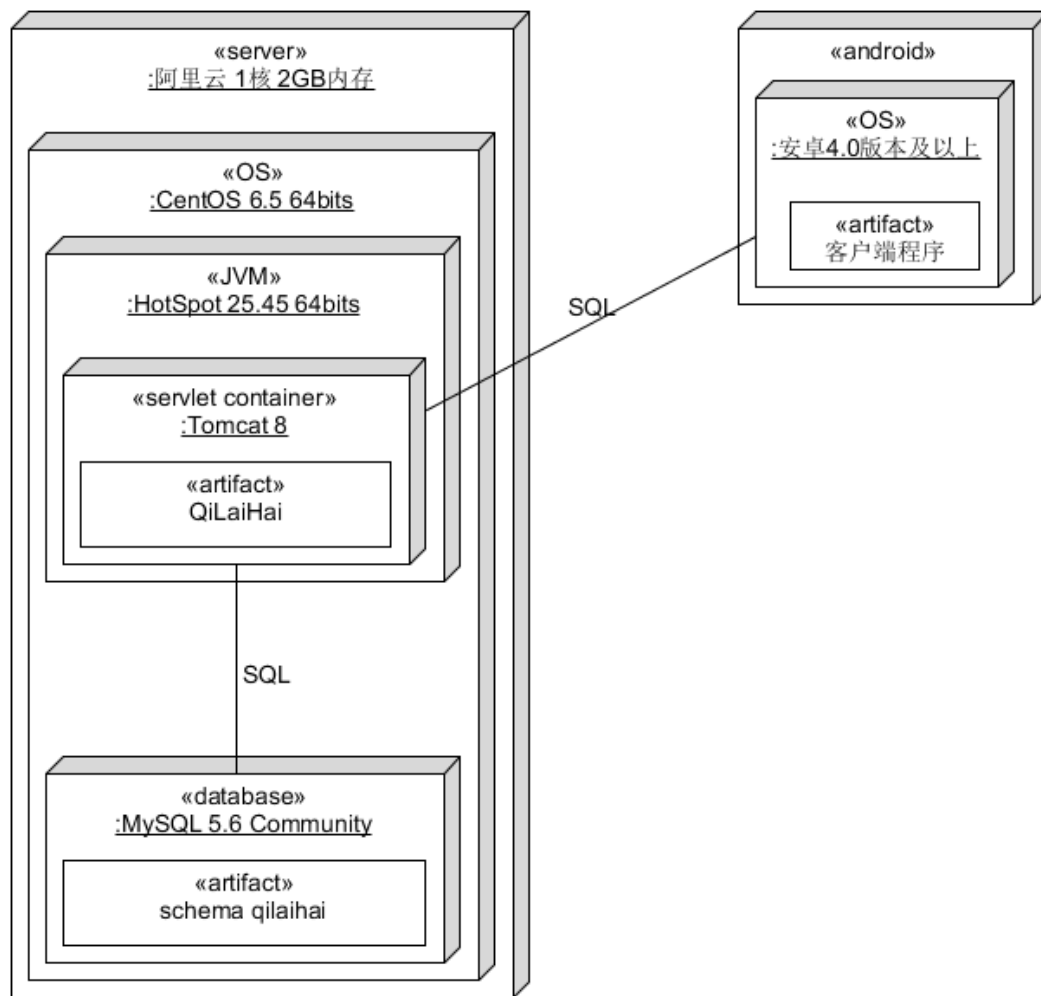 «server»
:阿里云 1核 2GB内存
«OS»
:CentOS 6.5 64bits
«JVM»
:HotSpot 25.45 64bits
«servlet container»
:Tomcat 8
«artifact»
QiLaiHai
SQL
«database»
:MySQL 5.6 Community
«artifact»
schema qilaihai
SQL
«android»
«OS»
:安卓4.0版本及以上
«artifact»
客户端程序